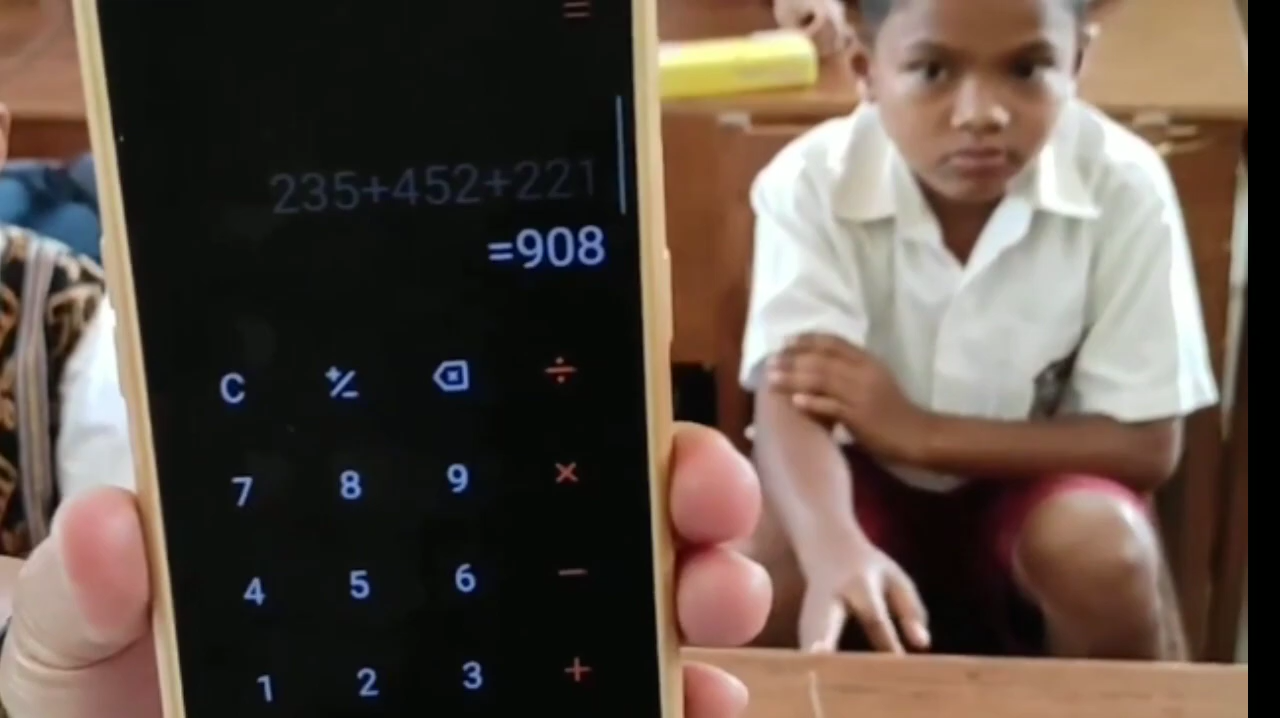 =
235+452+221
=908
C +/- ÷
7 8 9 ×
4 5 6 −
1 2 3 +